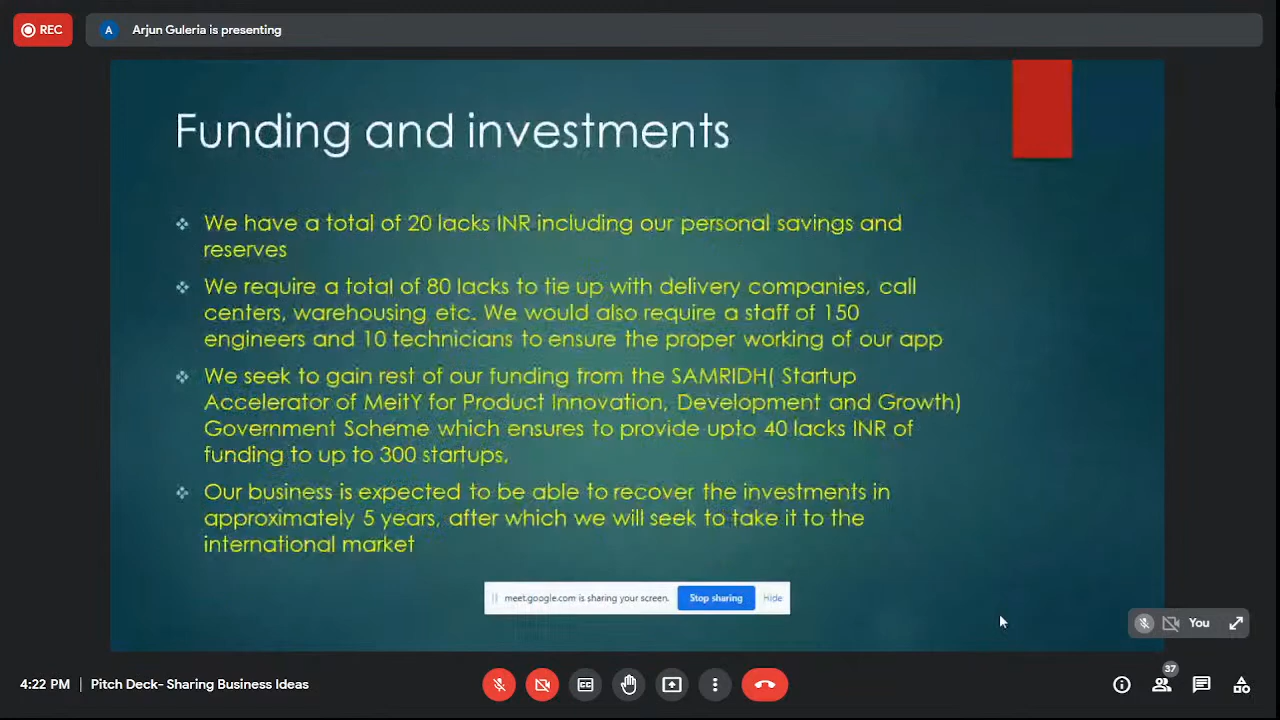 REC
A
Arjun Guleria is presenting
Funding and investments
We have a total of 20 lacks INR including our personal savings and
reserves
We require a total of 80 lacks to tie up with delivery companies, call
centers, warehousing etc. We would also require a staff of 150
engineers and 10 technicians to ensure the proper working of our app
We seek to gain rest of our funding from the SAMRIDH( Startup
Accelerator of MeitY for Product Innovation, Development and Growth)
Government Scheme which ensures to provide upto 40 lacks INR of
funding to up to 300 startups.
Our business is expected to be able to recover the investments in
approximately 5 years, after which we will seek to take it to the
international market
meet.google.com is sharing your screen.
Stop sharing
Hide
You
4:22 PM | Pitch Deck- Sharing Business Ideas
CC
37